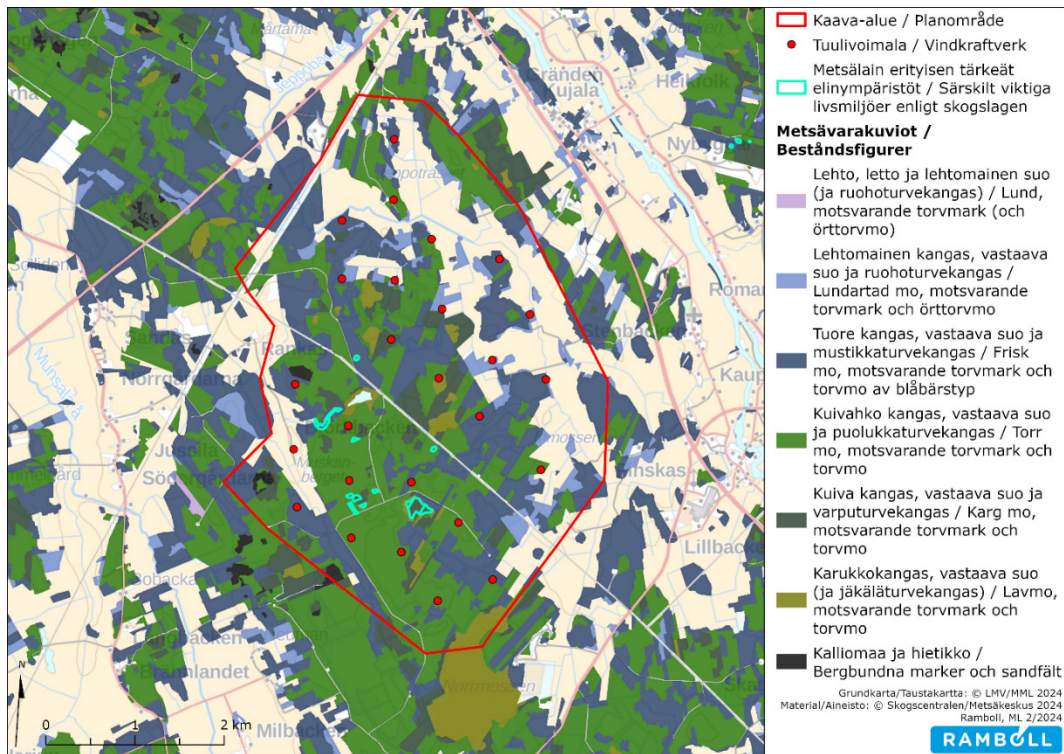 Mårtama
Jeppbäcken
Gränden
Kujala
Heikfolk
Solliden
Sandås
Norrgårdarna
Jussila
Södergårdarna
Stenbacken
Kaup
Lillbacka
Milbäcken
Norrmossen
N
0 1 2 km
Kaava-alue / Planområde
Tuulivoimala / Vindkraftverk
Metsälain erityisen tärkeät
elinympäristöt / Särskilt viktiga
livsmiljöer enligt skogslagen
Metsävarakuviot /
Beståndsfigurer
Lehto, letto ja lehtomainen suo
(ja ruohoturvekangas) / Lund,
motsvarande torvmark (och
örttorvmo)
Lehtomainen kangas, vastaava
suo ja ruohoturvekangas /
Lundartad mo, motsvarande
torvmark och örttorvmo
Tuore kangas, vastaava suo ja
mustikkaturvekangas / Frisk
mo, motsvarande torvmark och
torvmo av blåbärstyp
Kuivahko kangas, vastaava suo
ja puolukkaturvekangas / Torr
mo, motsvarande torvmark och
torvmo
Kuiva kangas, vastaava suo ja
varputurvekangas / Karg mo,
motsvarande torvmark och
torvmo
Karukkokangas, vastaava suo
(ja jäkäläturvekangas) / Lavmo,
motsvarande torvmark och
torvmo
Kalliomaa ja hietikko /
Bergbundna marker och sandfält
Grundkarta/Taustakartta: © LMV/MML 2024
Material/Aineisto: © Skogscentralen/Metsäkeskus 2024
Ramboll, ML 2/2024
RAMBOLL